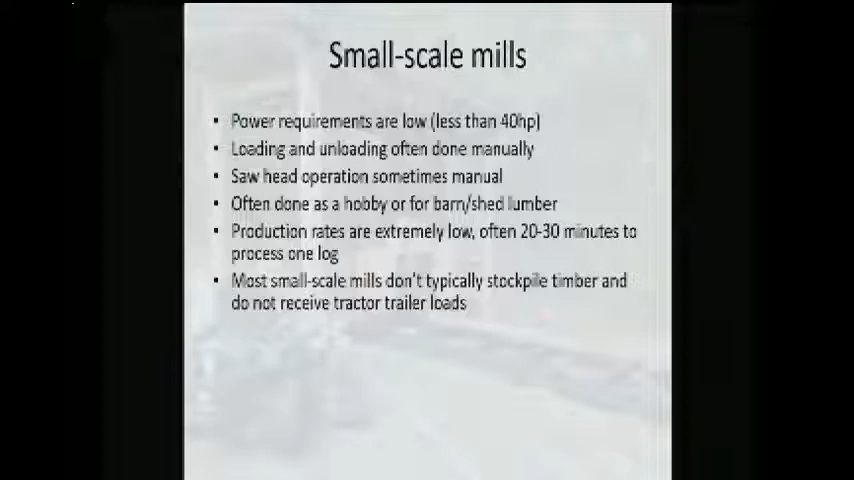 Small-scale mills
• Power requirements are low (less than 40hp)
• Loading and unloading often done manually
• Saw head operation sometimes manual
• Often done as a hobby or for barn/shed lumber
• Production rates are extremely low, often 20-30 minutes to
process one log
• Most small-scale mills don't typically stockpile timber and
do not receive tractor trailer loads